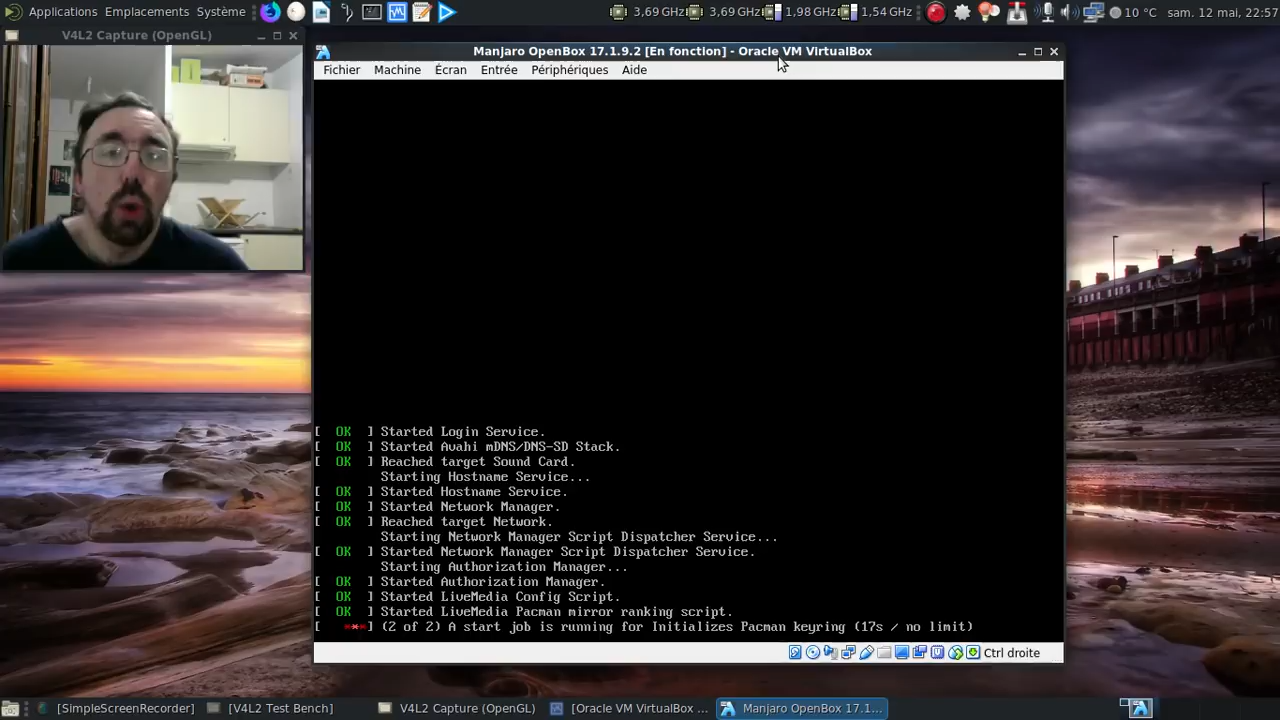 Applications Emplacements Système
3,69 GHz 3,69 GHz 1,98 GHz 1,54 GHz 10 °C sam. 12 mai, 22:57
V4L2 Capture (OpenGL)
Manjaro OpenBox 17.1.9.2 [En fonction] - Oracle VM VirtualBox
Fichier Machine Écran Entrée Périphériques Aide
[ OK ] Started Login Service.
[ OK ] Started Avahi mDNS/DNS-SD Stack.
[ OK ] Reached target Sound Card.
Starting Hostname Service...
[ OK ] Started Hostname Service.
[ OK ] Started Network Manager.
[ OK ] Reached target Network.
Starting Network Manager Script Dispatcher Service...
[ OK ] Started Network Manager Script Dispatcher Service.
Starting Authorization Manager...
[ OK ] Started Authorization Manager.
[ OK ] Started LiveMedia Config Script.
[ OK ] Started LiveMedia Pacman mirror ranking script.
[ ***] (2 of 2) A start job is running for Initializes Pacman keyring (17s / no limit)
Ctrl droite
[SimpleScreenRecorder] [V4L2 Test Bench] V4L2 Capture (OpenGL) [Oracle VM VirtualBox ... Manjaro OpenBox 17.1...